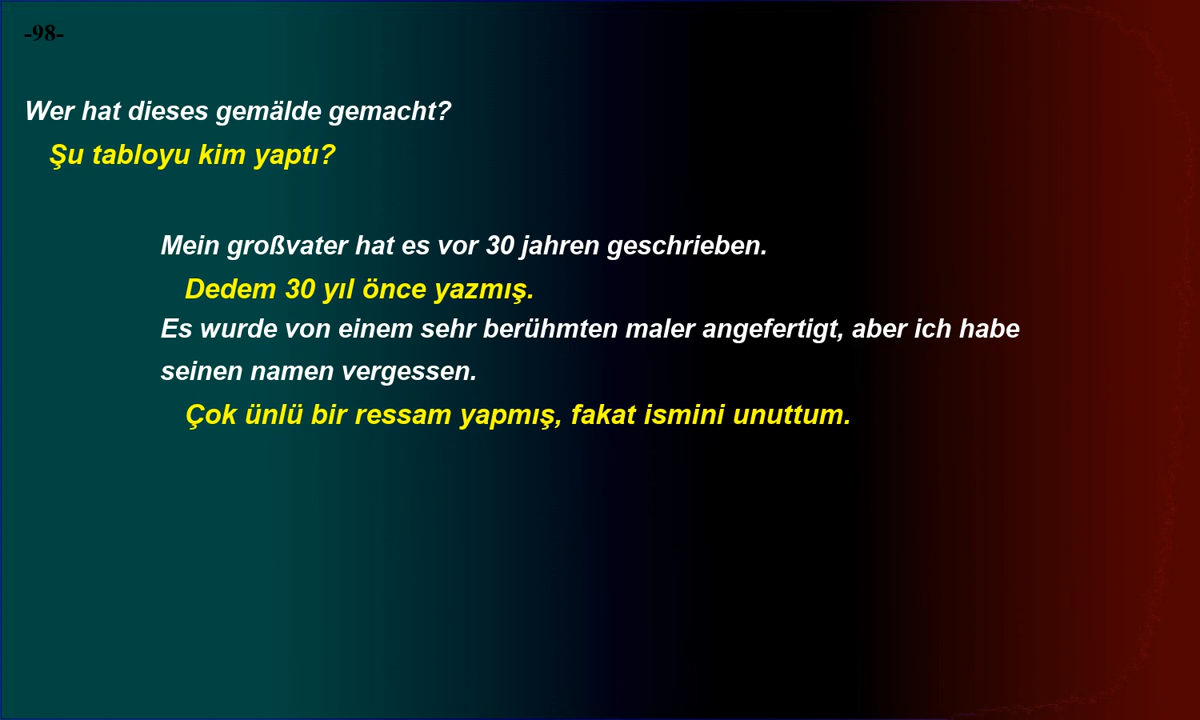 -98-
Wer hat dieses gemälde gemacht?
Şu tabloyu kim yaptı?
Mein großvater hat es vor 30 jahren geschrieben.
Dedem 30 yıl önce yazmış.
Es wurde von einem sehr berühmten maler angefertigt, aber ich habe
seinen namen vergessen.
Çok ünlü bir ressam yapmış, fakat ismini unuttum.